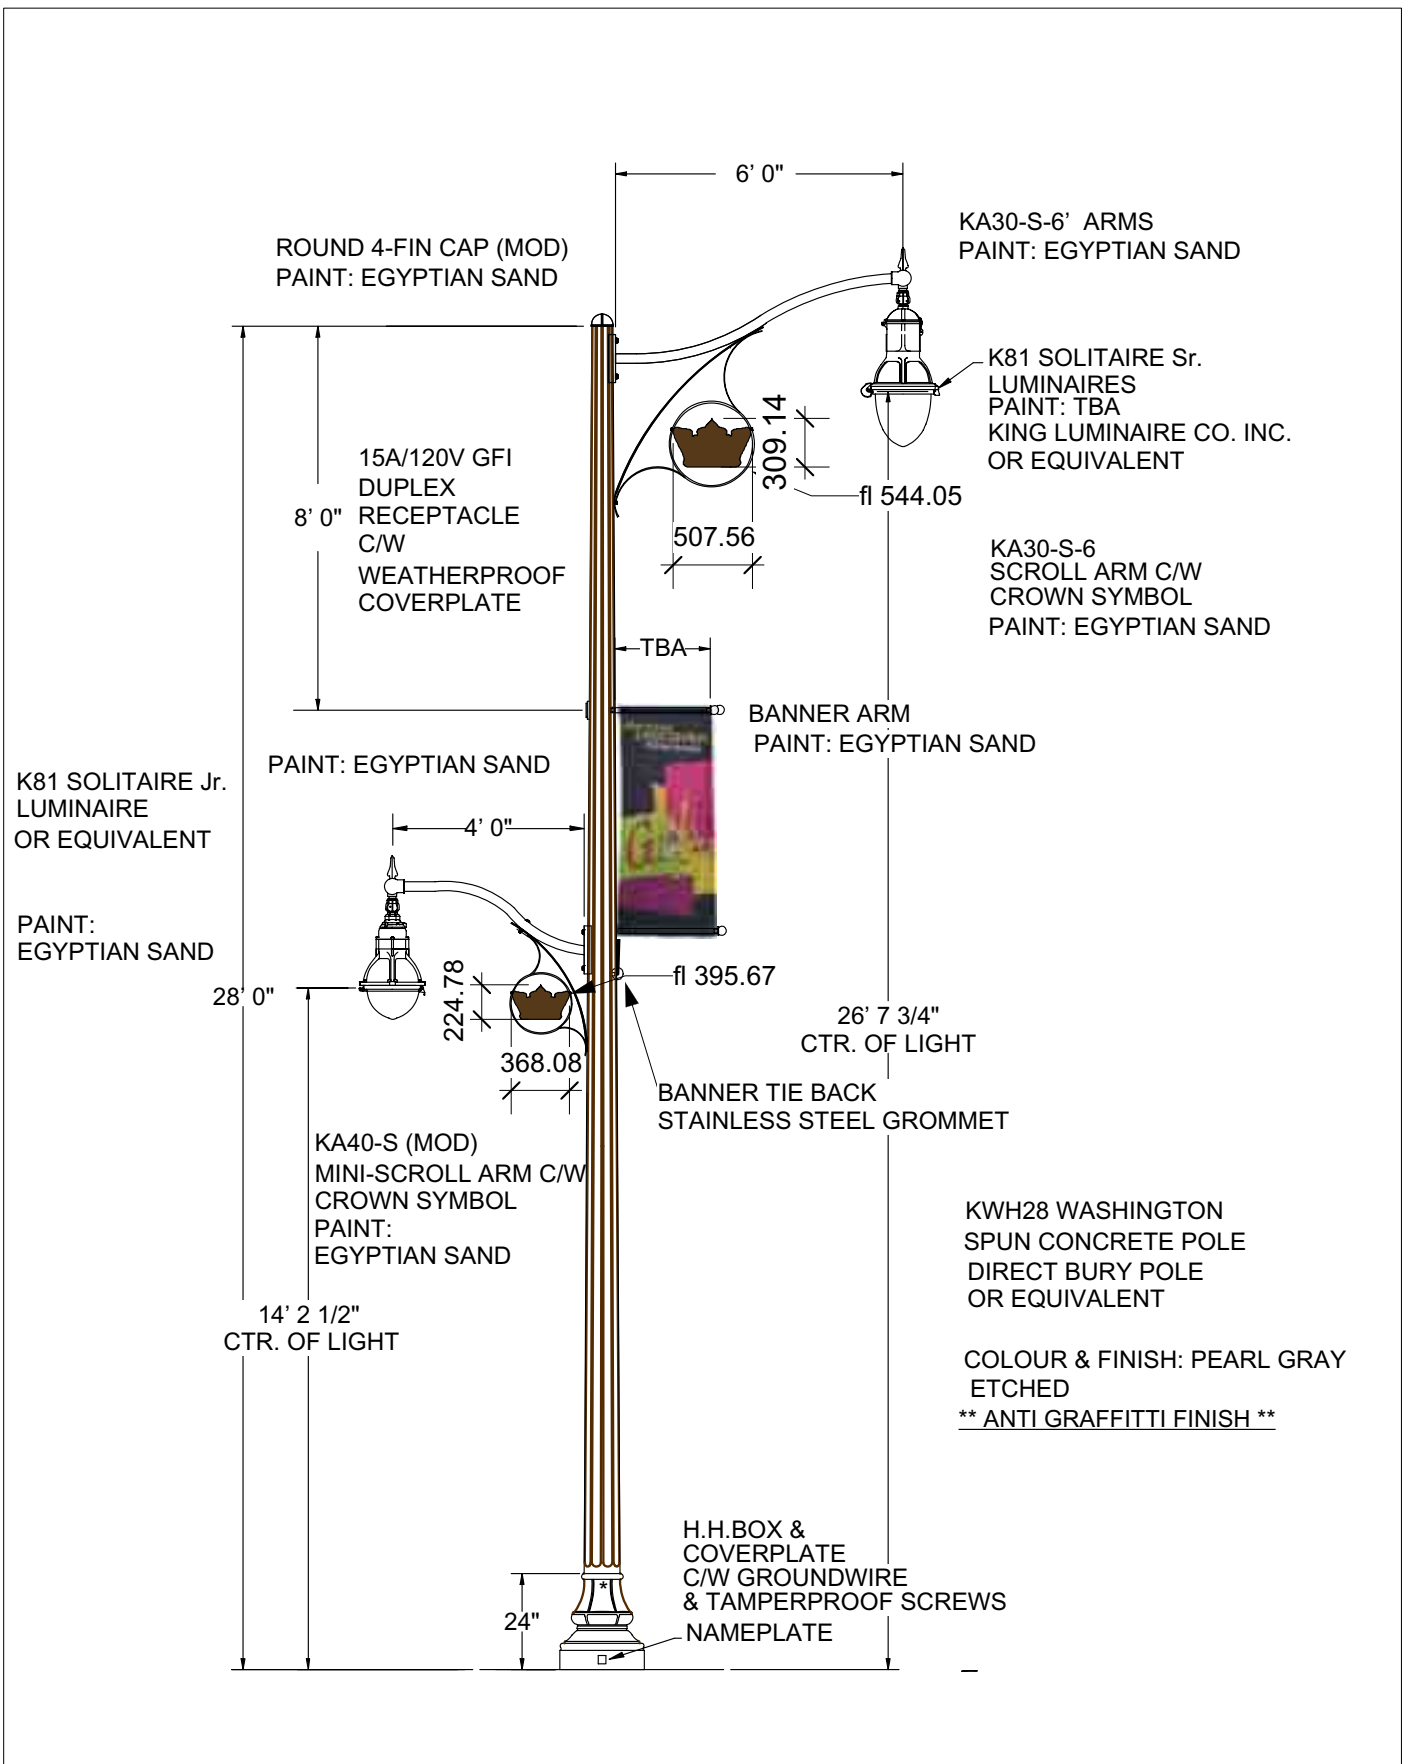 6’ 0"
KA30-S-6’ ARMS
PAINT: EGYPTIAN SAND
ROUND 4-FIN CAP (MOD)
PAINT: EGYPTIAN SAND
K81 SOLITAIRE Sr.
LUMINAIRES
PAINT: TBA
KING LUMINAIRE CO. INC.
OR EQUIVALENT
309.14
fl 544.05
507.56
15A/120V GFI
DUPLEX
RECEPTACLE
C/W
WEATHERPROOF
COVERPLATE
8’ 0"
KA30-S-6
SCROLL ARM C/W
CROWN SYMBOL
PAINT: EGYPTIAN SAND
TBA
BANNER ARM
PAINT: EGYPTIAN SAND
PAINT: EGYPTIAN SAND
K81 SOLITAIRE Jr.
LUMINAIRE
OR EQUIVALENT
4’ 0"
PAINT:
EGYPTIAN SAND
28’ 0"
224.78
fl 395.67
368.08
26’ 7 3/4"
CTR. OF LIGHT
BANNER TIE BACK
STAINLESS STEEL GROMMET
KA40-S (MOD)
MINI-SCROLL ARM C/W
CROWN SYMBOL
PAINT:
EGYPTIAN SAND
14’ 2 1/2"
CTR. OF LIGHT
KWH28 WASHINGTON
SPUN CONCRETE POLE
DIRECT BURY POLE
OR EQUIVALENT
COLOUR & FINISH: PEARL GRAY
ETCHED
** ANTI GRAFFITTI FINISH **
H.H.BOX &
COVERPLATE
C/W GROUNDWIRE
& TAMPERPROOF SCREWS
NAMEPLATE
24"
*